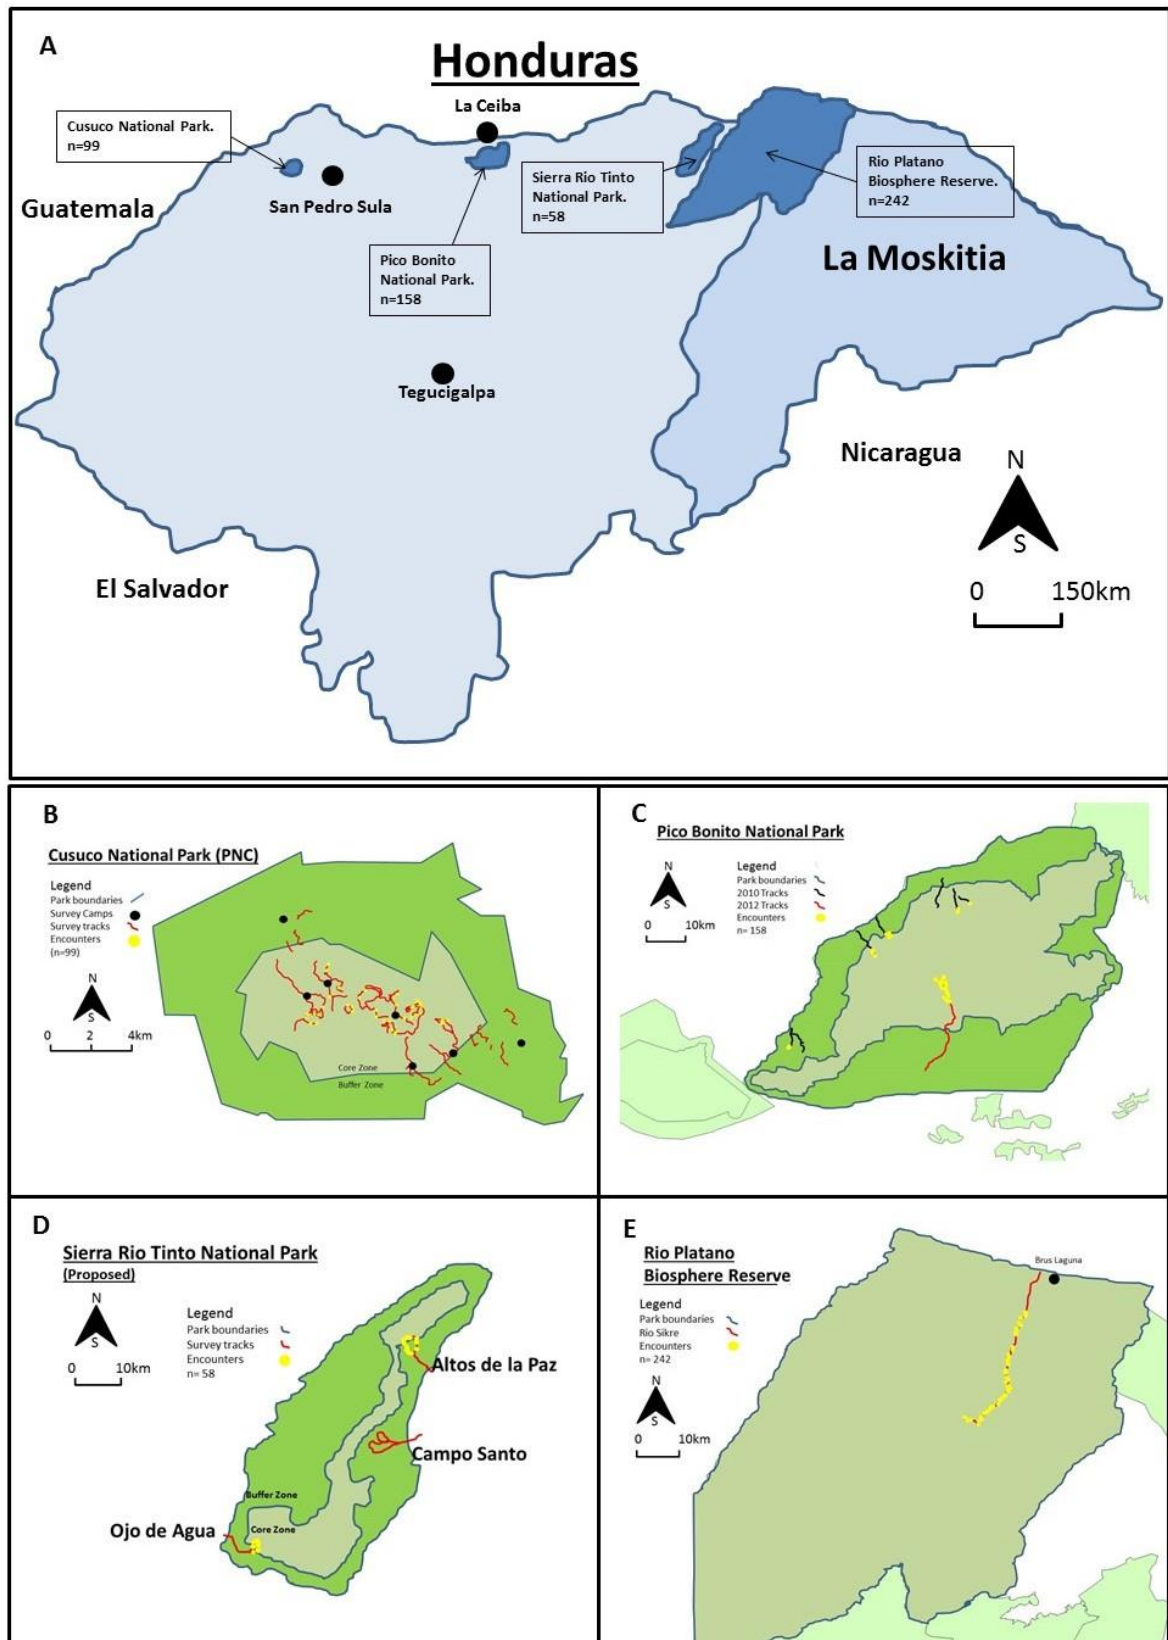 A
Honduras
La Ceiba
Cusuco National Park.
n=99
Guatemala
San Pedro Sula
Pico Bonito
National Park.
n=158
Sierra Rio Tinto
National Park.
n=58
Rio Platano
Biosphere Reserve.
n=242
La Moskitia
Tegucigalpa
Nicaragua
El Salvador
N
S
0 150km
B
Cusuco National Park (PNC)
Legend
Park boundaries
Survey Camps
Survey tracks
Encounters
(n=99)
N
S
0 2 4km
Core Zone
Buffer Zone
C
Pico Bonito National Park
N
S
0 10km
Legend
Park boundaries
2010 Tracks
2012 Tracks
Encounters
n= 158
D
Sierra Rio Tinto National Park
(Proposed)
N
S
0 10km
Legend
Park boundaries
Survey tracks
Encounters
n= 58
Altos de la Paz
Campo Santo
Buffer Zone
Core Zone
Ojo de Agua
E
Rio Platano
Biosphere Reserve
Legend
Park boundaries
Rio Sikre
Encounters
n= 242
N
S
0 10km
Brus Laguna